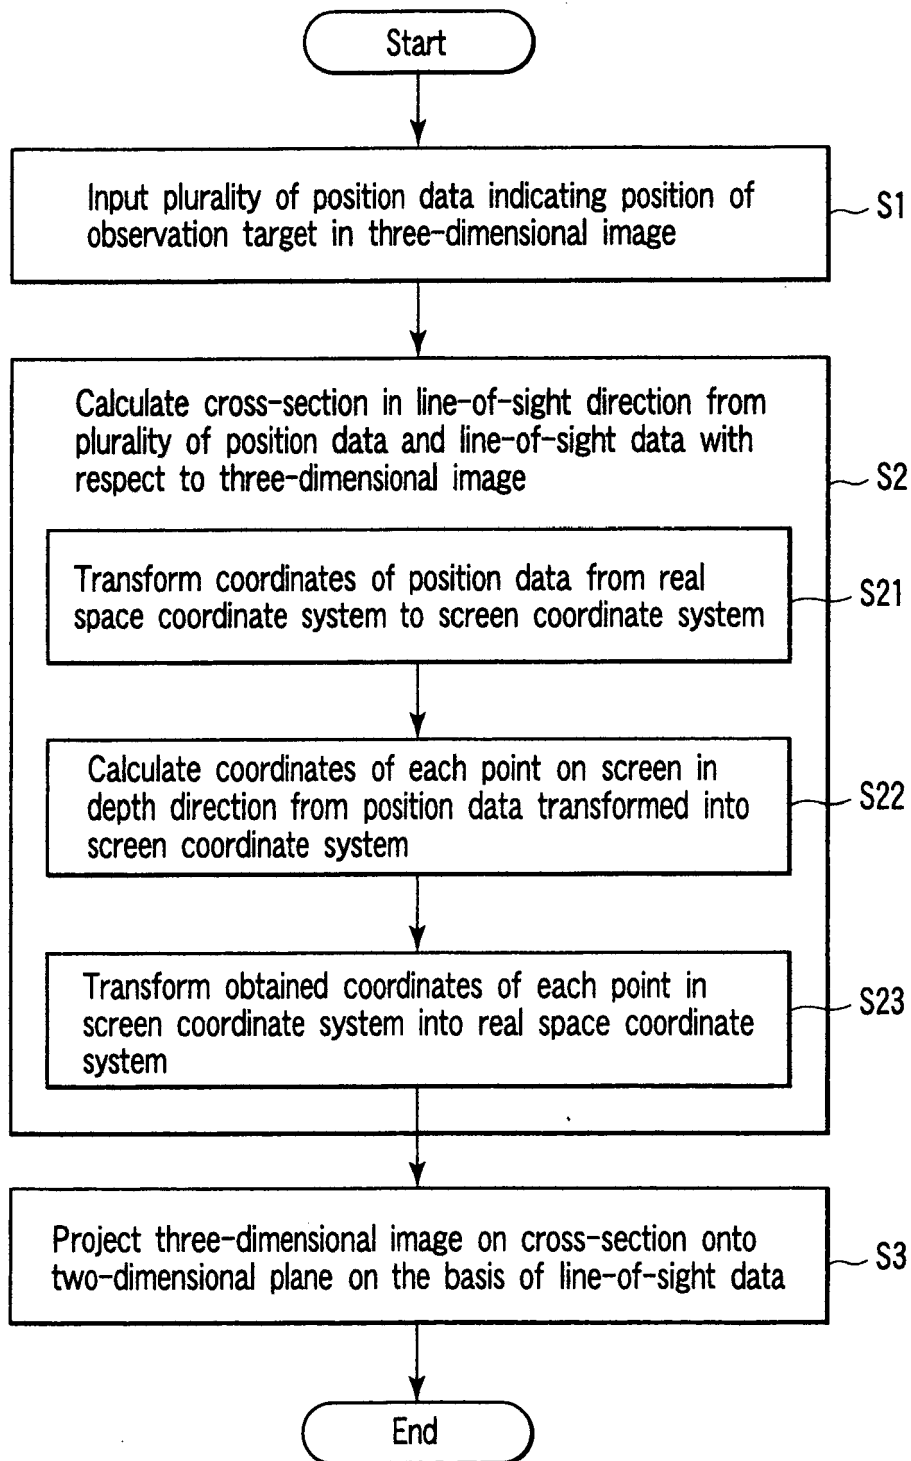 Start
Input plurality of position data indicating position of
observation target in three-dimensional image
S1
Calculate cross-section in line-of-sight direction from
plurality of position data and line-of-sight data with
respect to three-dimensional image
S2
Transform coordinates of position data from real
space coordinate system to screen coordinate system
S21
Calculate coordinates of each point on screen in
depth direction from position data transformed into
screen coordinate system
S22
Transform obtained coordinates of each point in
screen coordinate system into real space coordinate
system
S23
Project three-dimensional image on cross-section onto
two-dimensional plane on the basis of line-of-sight data
S3
End